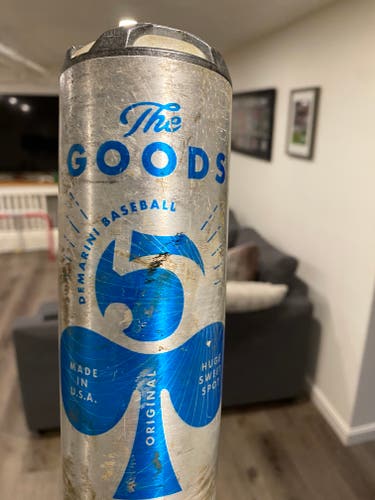 The
GOODS
DEMARINI BASEBALL
5
MADE
IN
U.S.A.
ORIGINAL
HUGE
SWEET
SPOT